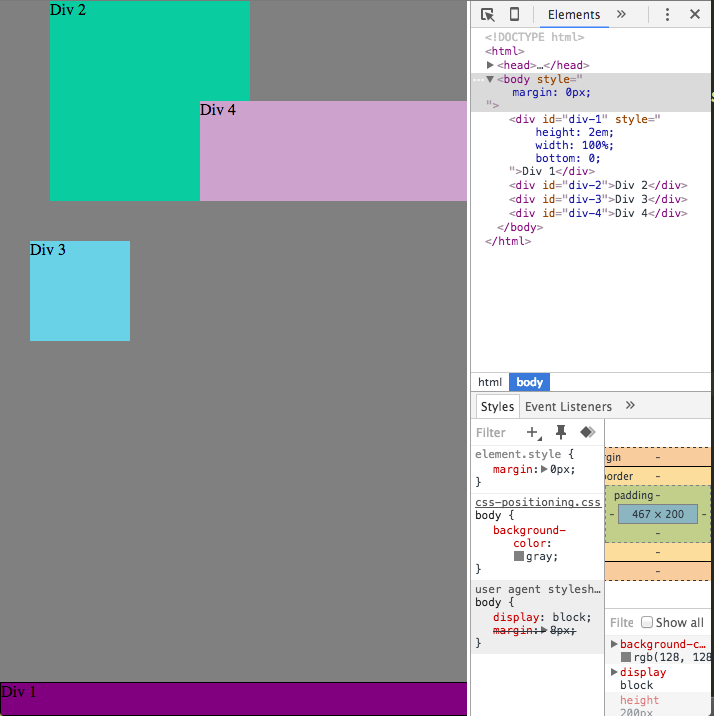 Div 2
Div 4
Div 3
Div 1
Elements »
<!DOCTYPE html>
<html>
▶<head>…</head>
…▼<body style="
margin: 0px;
">
<div id="div-1" style="
height: 2em;
width: 100%;
bottom: 0;
">Div 1</div>
<div id="div-2">Div 2</div>
<div id="div-3">Div 3</div>
<div id="div-4">Div 4</div>
</body>
</html>
html body
Styles Event Listeners »
Filter +
element.style {
margin:▶0px;
}
css-positioning.css
body {
background-
color:
gray;
}
user agent stylesh…
body {
display: block;
margin:▶8px;
}
rgin -
order -
padding -
- 467 × 200 -
-
-
-
Filte Show all
▶background-c…
rgb(128, 128
▶display
block
height
200px